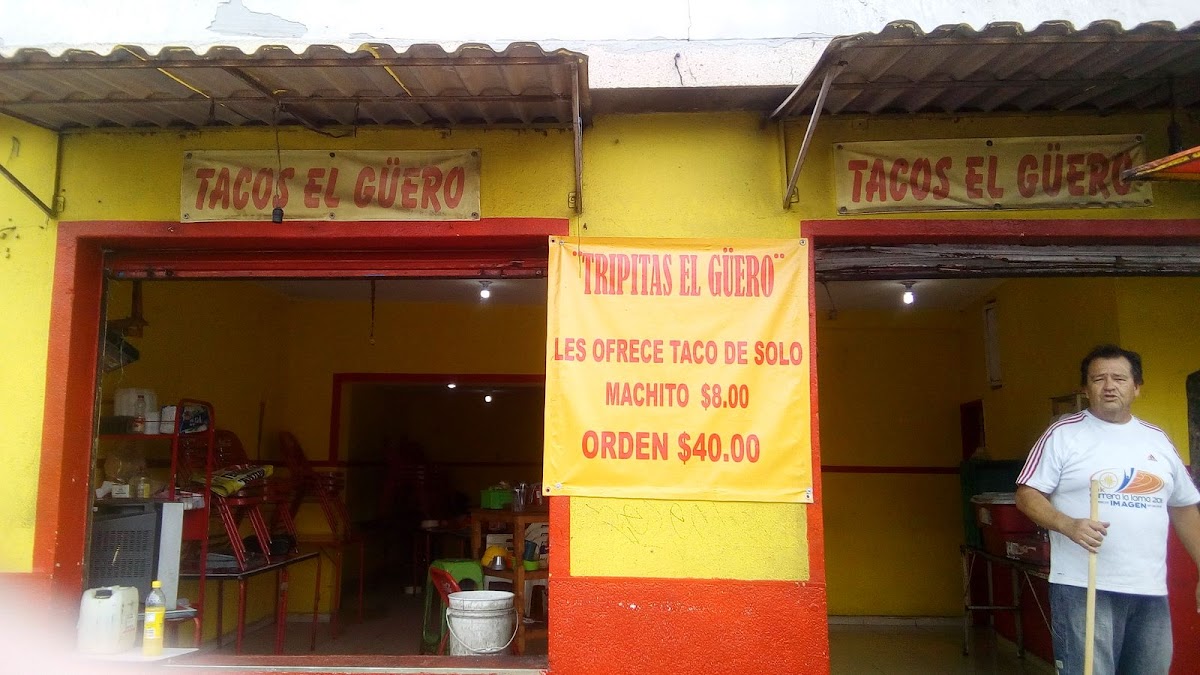 TACOS EL GÜERO
TACOS EL GÜERO
¨TRIPITAS EL GÜERO¨
LES OFRECE TACO DE SOLO
MACHITO $8.00
ORDEN $40.00
IMAGEN